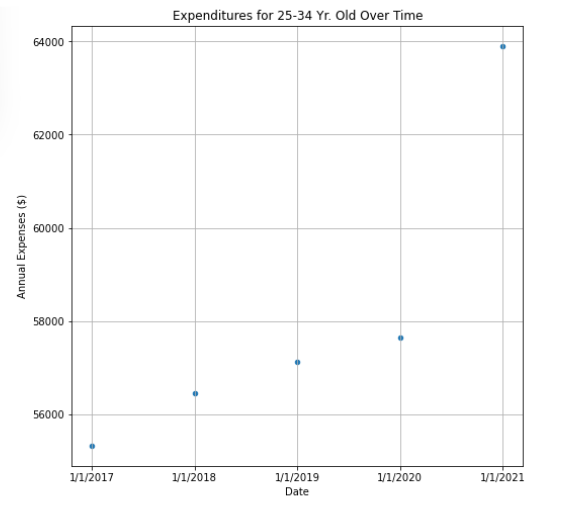 Expenditures for 25-34 Yr. Old Over Time
64000
62000
60000
58000
56000
Annual Expenses ($)
1/1/2017 1/1/2018 1/1/2019 1/1/2020 1/1/2021
Date